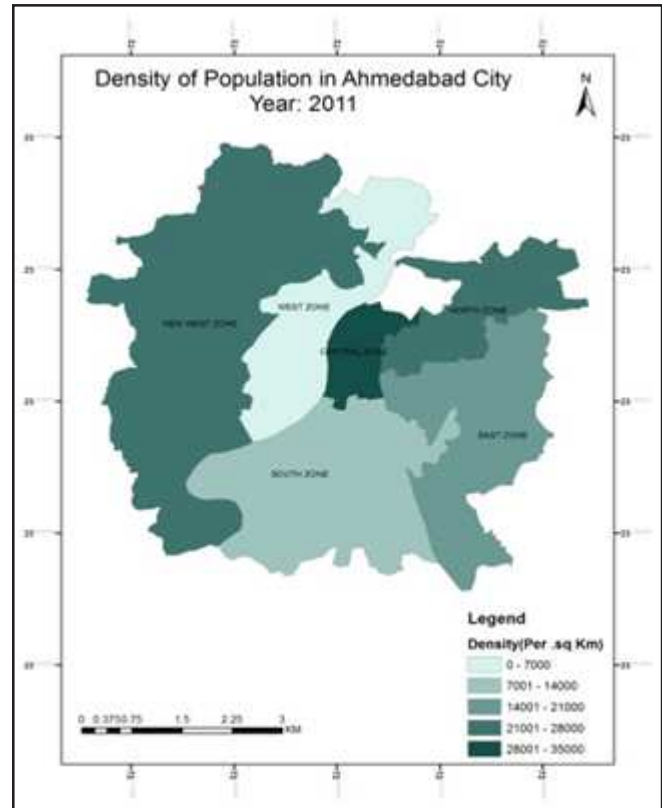 Density of Population in Ahmedabad City
Year: 2011
N
WEST ZONE
NEW WEST ZONE
NORTH ZONE
CENTRAL ZONE
EAST ZONE
SOUTH ZONE
Legend
Density(Per .sq Km)
0 - 7000
7001 - 14000
14001 - 21000
21001 - 28000
28001 - 35000
0 0.375 0.75 1.5 2.25 3
KM